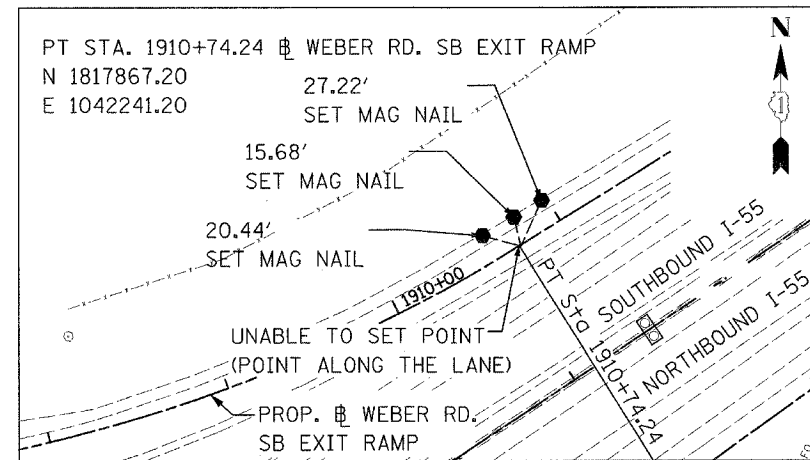 PT STA. 1910+74.24 ⅊ WEBER RD. SB EXIT RAMP
N 1817867.20
E 1042241.20
27.22'
SET MAG NAIL
15.68'
SET MAG NAIL
20.44'
SET MAG NAIL
N
1
1910+00
PT Sta 1910+74.24
SOUTHBOUND I-55
NORTHBOUND I-55
UNABLE TO SET POINT
(POINT ALONG THE LANE)
PROP. ⅊ WEBER RD.
SB EXIT RAMP